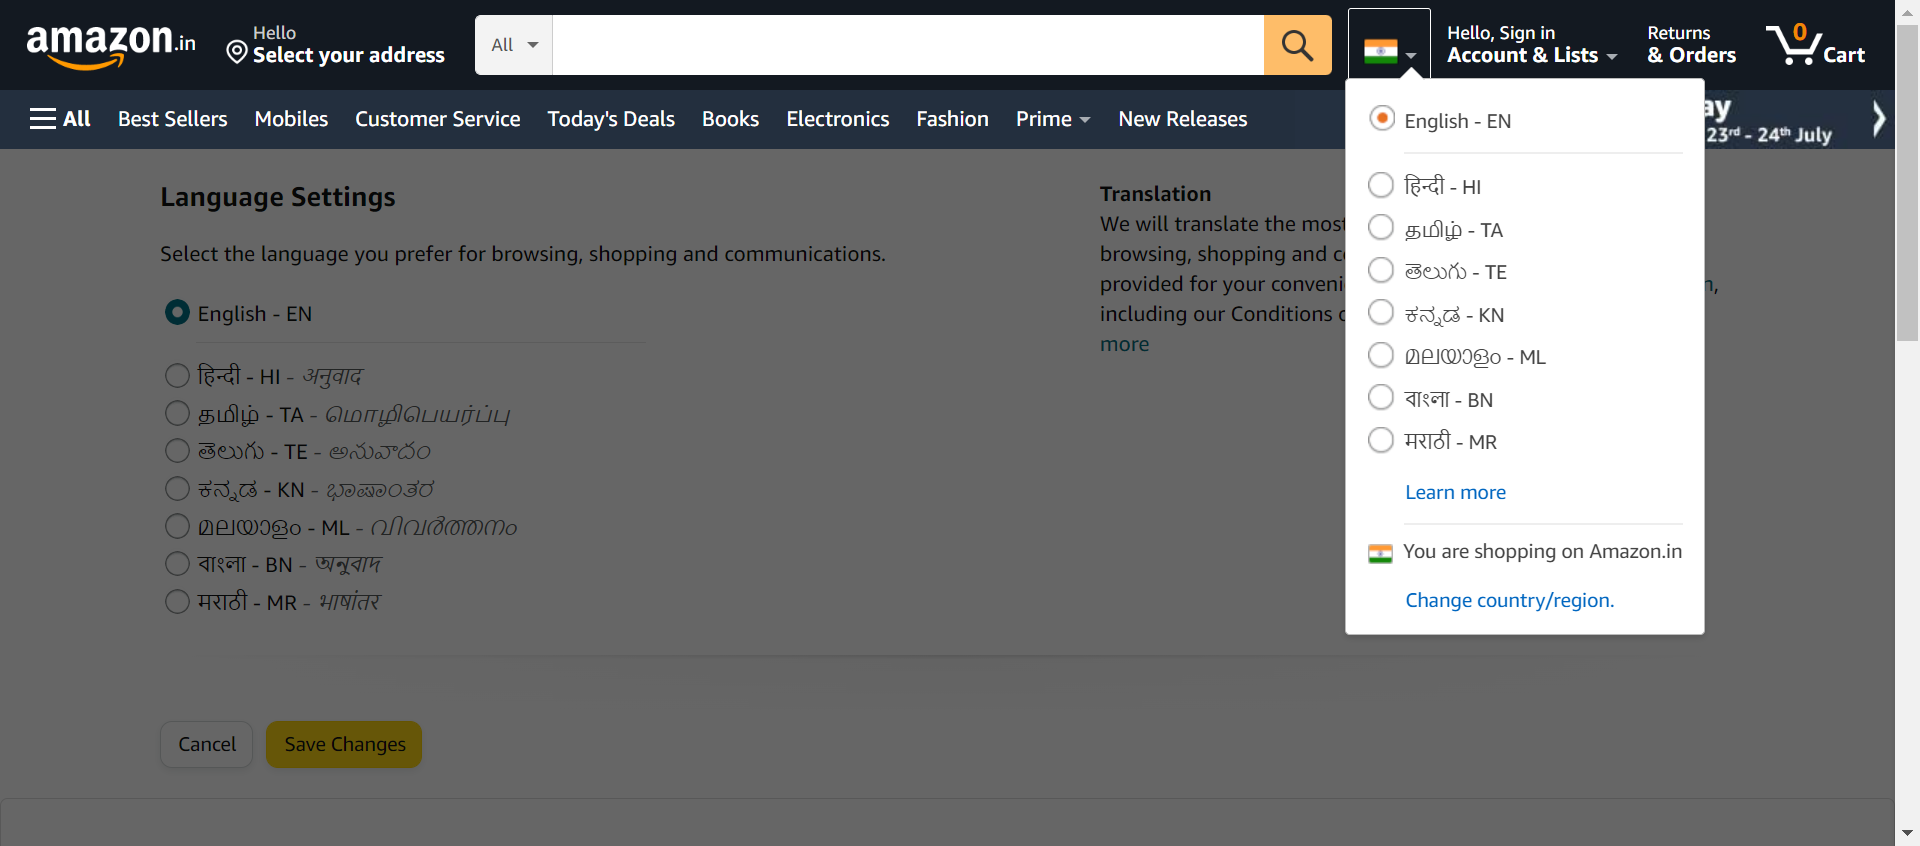 amazon.in
Hello
Select your address
All
Hello, Sign in
Account & Lists
Returns
& Orders
0
Cart
All
Best Sellers
Mobiles
Customer Service
Today's Deals
Books
Electronics
Fashion
Prime
New Releases
ay
23rd - 24th July
Language Settings
Select the language you prefer for browsing, shopping and communications.
English - EN
हिन्दी - HI - अनुवाद
தமிழ் - TA - மொழிபெயர்ப்பு
తెలుగు - TE - అనువాదం
ಕನ್ನಡ - KN - ಭಾಷಾಂತರ
മലയാളം - ML - വിവർത്തനം
বাংলা - BN - অনুবাদ
मराठी - MR - भाषांतर
Cancel
Save Changes
Translation
We will translate the most
browsing, shopping and c
provided for your conveni
including our Conditions
more
English - EN
हिन्दी - HI
தமிழ் - TA
తెలుగు - TE
ಕನ್ನಡ - KN
മലയാളം - ML
বাংলা - BN
मराठी - MR
Learn more
You are shopping on Amazon.in
Change country/region.